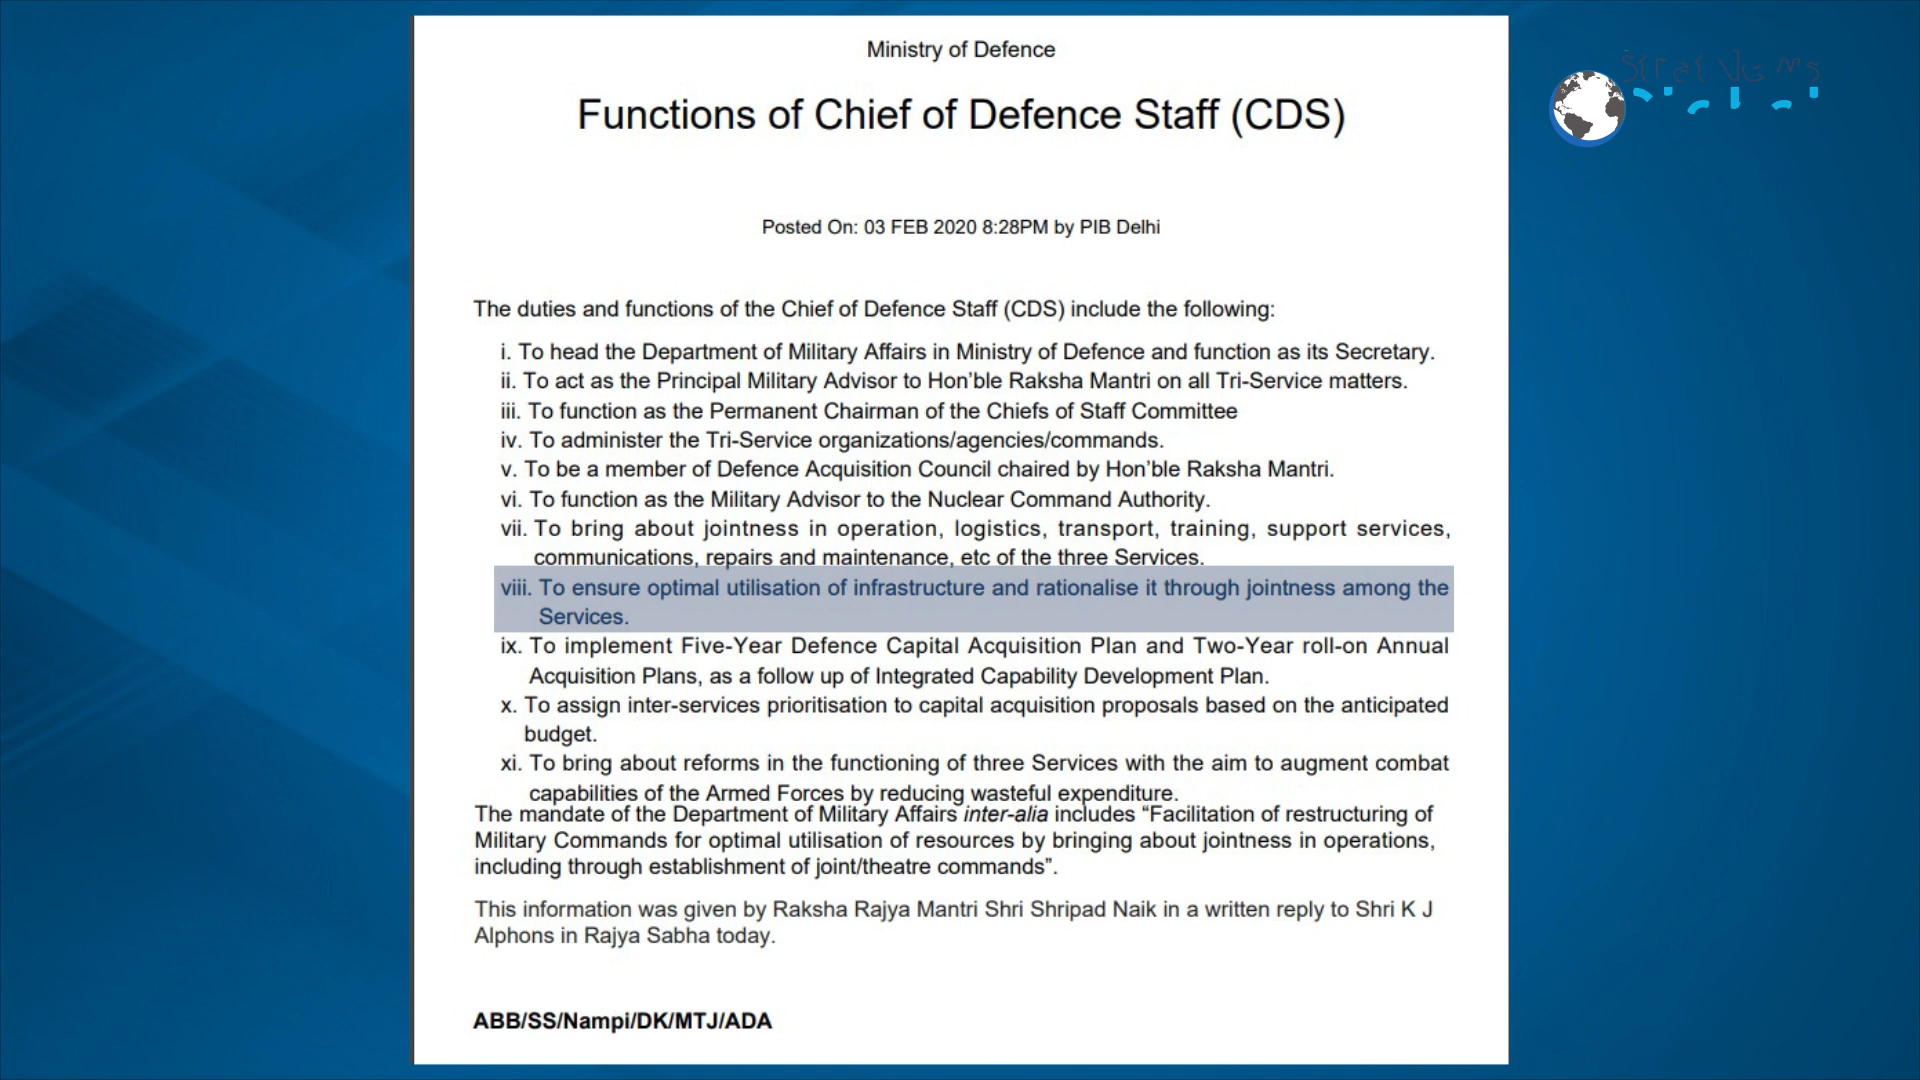 Ministry of Defence
Functions of Chief of Defence Staff (CDS)
Posted On: 03 FEB 2020 8:28PM by PIB Delhi
The duties and functions of the Chief of Defence Staff (CDS) include the following:
i. To head the Department of Military Affairs in Ministry of Defence and function as its Secretary.
ii. To act as the Principal Military Advisor to Hon’ble Raksha Mantri on all Tri-Service matters.
iii. To function as the Permanent Chairman of the Chiefs of Staff Committee
iv. To administer the Tri-Service organizations/agencies/commands.
v. To be a member of Defence Acquisition Council chaired by Hon’ble Raksha Mantri.
vi. To function as the Military Advisor to the Nuclear Command Authority.
vii. To bring about jointness in operation, logistics, transport, training, support services,
communications, repairs and maintenance, etc of the three Services.
viii. To ensure optimal utilisation of infrastructure and rationalise it through jointness among the
Services.
ix. To implement Five-Year Defence Capital Acquisition Plan and Two-Year roll-on Annual
Acquisition Plans, as a follow up of Integrated Capability Development Plan.
x. To assign inter-services prioritisation to capital acquisition proposals based on the anticipated
budget.
xi. To bring about reforms in the functioning of three Services with the aim to augment combat
capabilities of the Armed Forces by reducing wasteful expenditure.
The mandate of the Department of Military Affairs inter-alia includes “Facilitation of restructuring of
Military Commands for optimal utilisation of resources by bringing about jointness in operations,
including through establishment of joint/theatre commands”.
This information was given by Raksha Rajya Mantri Shri Shripad Naik in a written reply to Shri K J
Alphons in Rajya Sabha today.
ABB/SS/Nampi/DK/MTJ/ADA